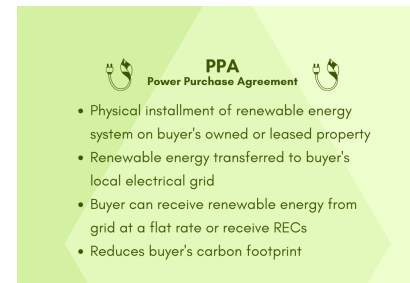 PPA
Power Purchase Agreement
• Physical installment of renewable energy
system on buyer's owned or leased property
• Renewable energy transferred to buyer's
local electrical grid
• Buyer can receive renewable energy from
grid at a flat rate or receive RECs
• Reduces buyer's carbon footprint